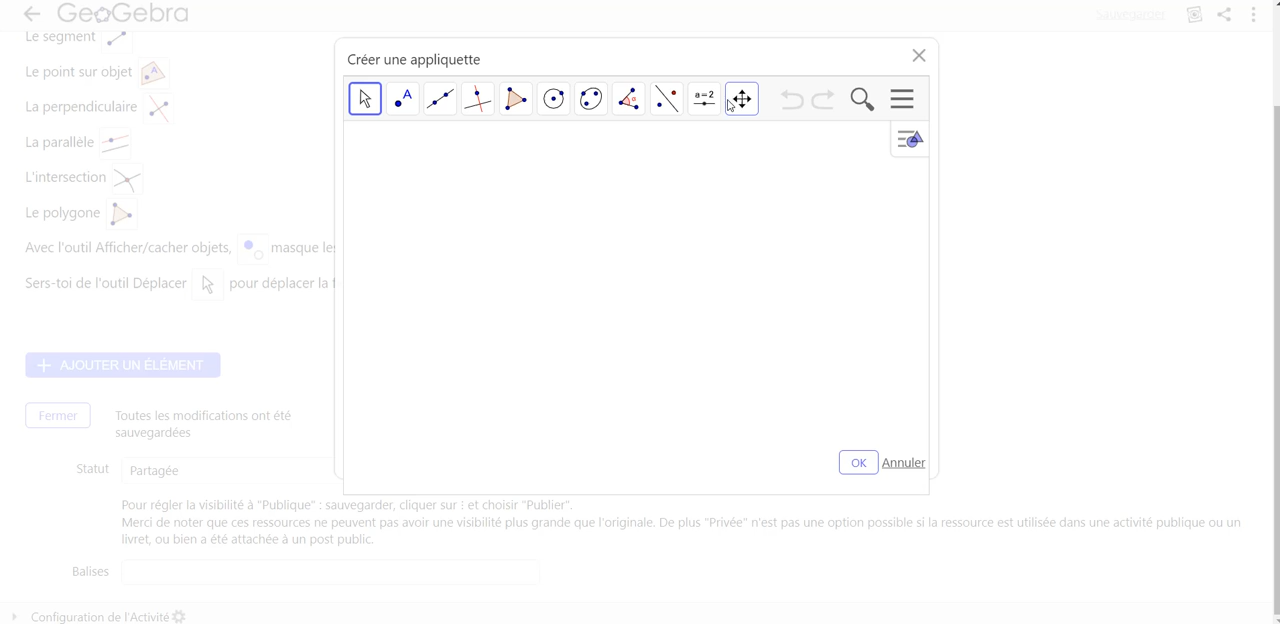 GeoGebra
Sauvegarder
Le segment
Le point sur objet
La perpendiculaire
La parallèle
L'intersection
Le polygone
Avec l'outil Afficher/cacher objets, masque les
Sers-toi de l'outil Déplacer pour déplacer la f
Créer une appliquette
A
a=2
OK
Annuler
AJOUTER UN ÉLÉMENT
Fermer
Toutes les modifications ont été
sauvegardées
Statut
Partagée
Pour régler la visibilité à "Publique" : sauvegarder, cliquer sur ⋮ et choisir "Publier".
Merci de noter que ces ressources ne peuvent pas avoir une visibilité plus grande que l'originale. De plus "Privée" n'est pas une option possible si la ressource est utilisée dans une activité publique ou un
livret, ou bien a été attachée à un post public.
Balises
Configuration de l'Activité